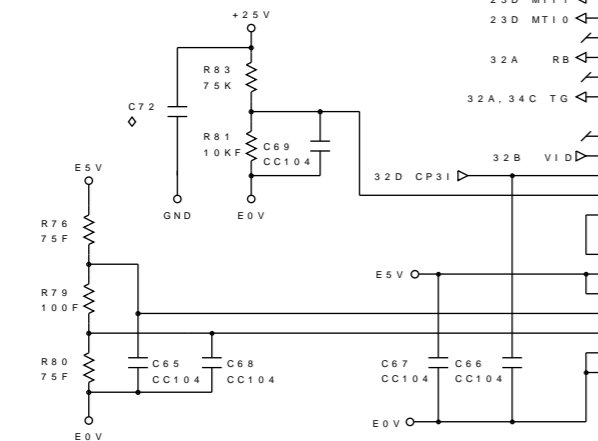 23D MTI0
+25V
32A RB
R83
75K
32A, 34C TG
C72
R81
10KF
C69
CC104
32B VID
E5V
32D CP3I
GND
E0V
R76
75F
E5V
R79
100F
R80
75F
C65
CC104
C68
CC104
C67
CC104
C66
CC104
E0V
E0V